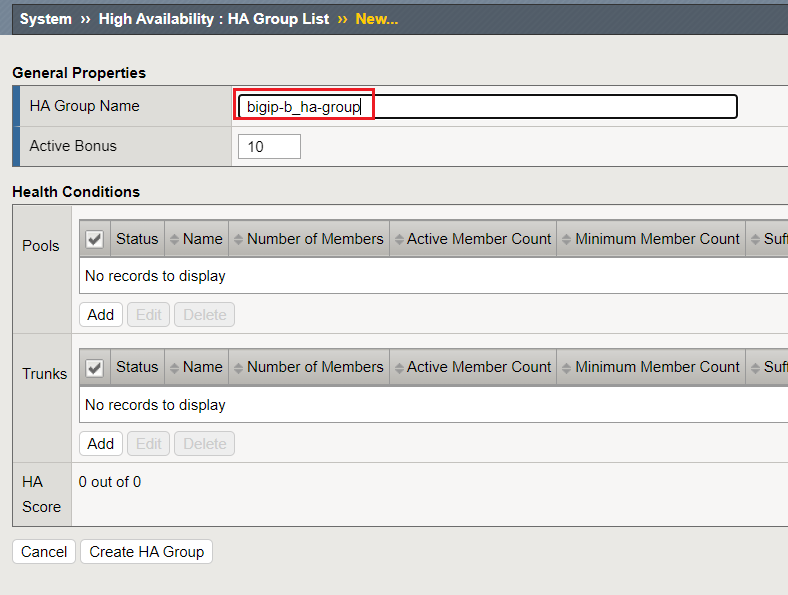 System ›› High Availability : HA Group List ›› New...
General Properties
HA Group Name bigip-b_ha-group
Active Bonus 10
Health Conditions
Pools
Status Name Number of Members Active Member Count Minimum Member Count Suff
No records to display
Add Edit Delete
Trunks
Status Name Number of Members Active Member Count Minimum Member Count Suff
No records to display
Add Edit Delete
HA Score 0 out of 0
Cancel Create HA Group